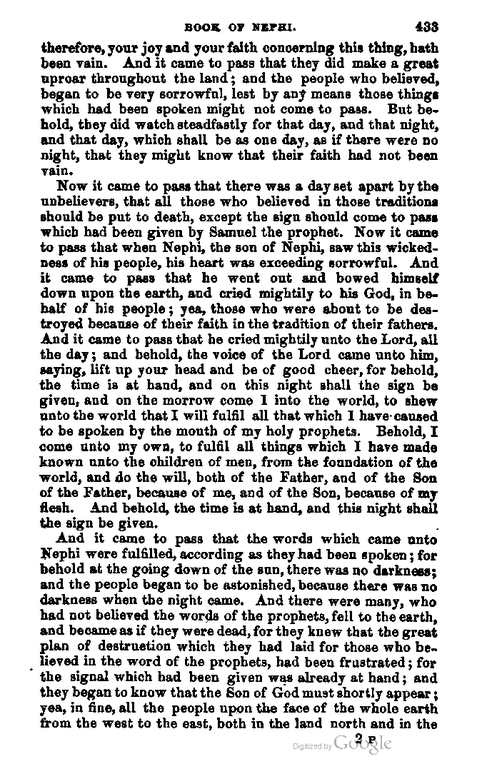 BOOK OF NEPHI. 433
therefore, your joy and your faith concerning this thing, hath
been vain. And it came to pass that they did make a great
uproar throughout the land; and the people who believed,
began to be very sorrowful, lest by any means those things
which had been spoken might not come to pass. But be-
hold, they did watch steadfastly for that day, and that night,
and that day, which shall be as one day, as if there were no
night, that they might know that their faith had not been
vain.
Now it came to pass that there was a day set apart by the
unbelievers, that all those who believed in those traditions
should be put to death, except the sign should come to pass
which had been given by Samuel the prophet. Now it came
to pass that when Nephi, the son of Nephi, saw this wicked-
ness of his people, his heart was exceeding sorrowful. And
it came to pass that he went out and bowed himself
down upon the earth, and cried mightily to his God, in be-
half of his people; yea, those who were about to be des-
troyed because of their faith in the tradition of their fathers.
And it came to pass that he cried mightily unto the Lord, all
the day; and behold, the voice of the Lord came unto him,
saying, lift up your head and be of good cheer, for behold,
the time is at hand, and on this night shall the sign be
given, and on the morrow come I into the world, to shew
unto the world that I will fulfil all that which I have caused
to be spoken by the mouth of my holy prophets. Behold, I
come unto my own, to fulfil all things which I have made
known unto the children of men, from the foundation of the
world, and do the will, both of the Father, and of the Son
of the Father, because of me, and of the Son, because of my
flesh. And behold, the time is at hand, and this night shall
the sign be given.
And it came to pass that the words which came unto
Nephi were fulfilled, according as they had been spoken; for
behold at the going down of the sun, there was no darkness;
and the people began to be astonished, because there was no
darkness when the night came. And there were many, who
had not believed the words of the prophets, fell to the earth,
and became as if they were dead, for they knew that the great
plan of destruction which they had laid for those who be-
lieved in the word of the prophets, had been frustrated; for
the signal which had been given was already at hand; and
they began to know that the Son of God must shortly appear;
yea, in fine, all the people upon the face of the whole earth
from the west to the east, both in the land north and in the
2 P
Digitized by Google